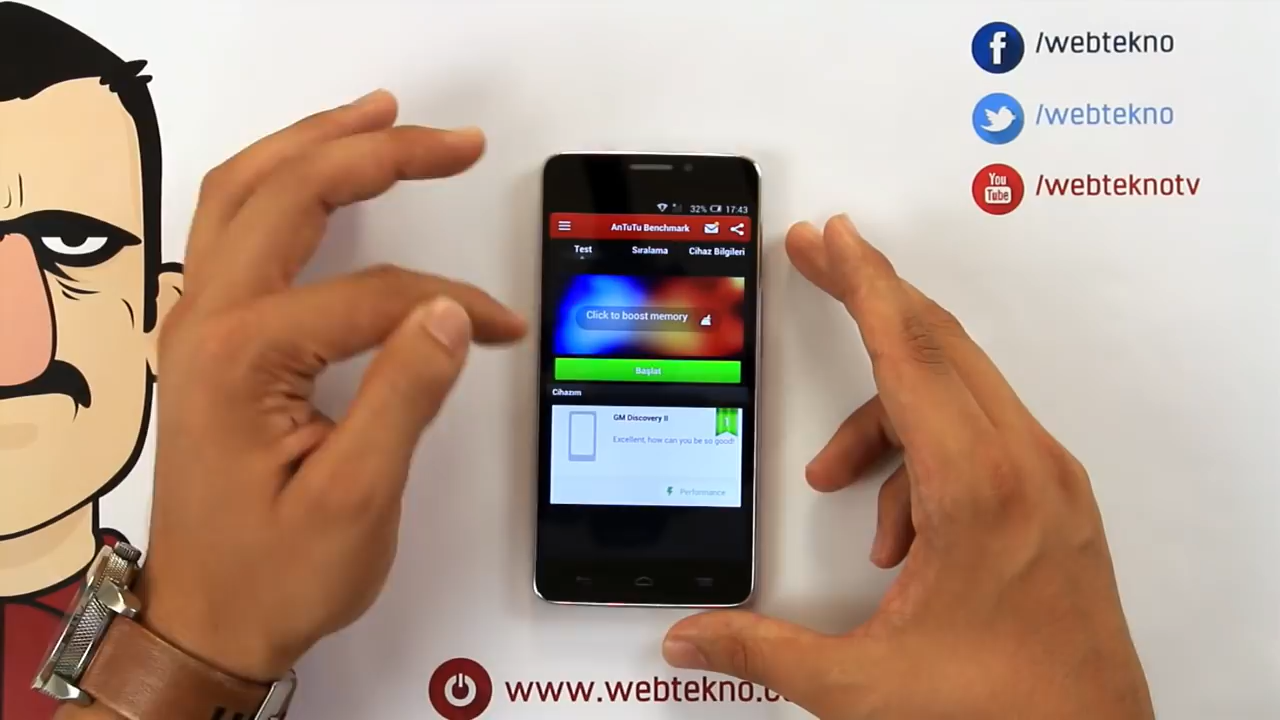 /webtekno
/webtekno
You
Tube
/webteknotv
32% 17:43
AnTuTu Benchmark
Test Sıralama Cihaz Bilgileri
Click to boost memory
Başlat
Cihazım
GM Discovery II
1
Excellent, how can you be so good!
Performance
www.webtekno.c